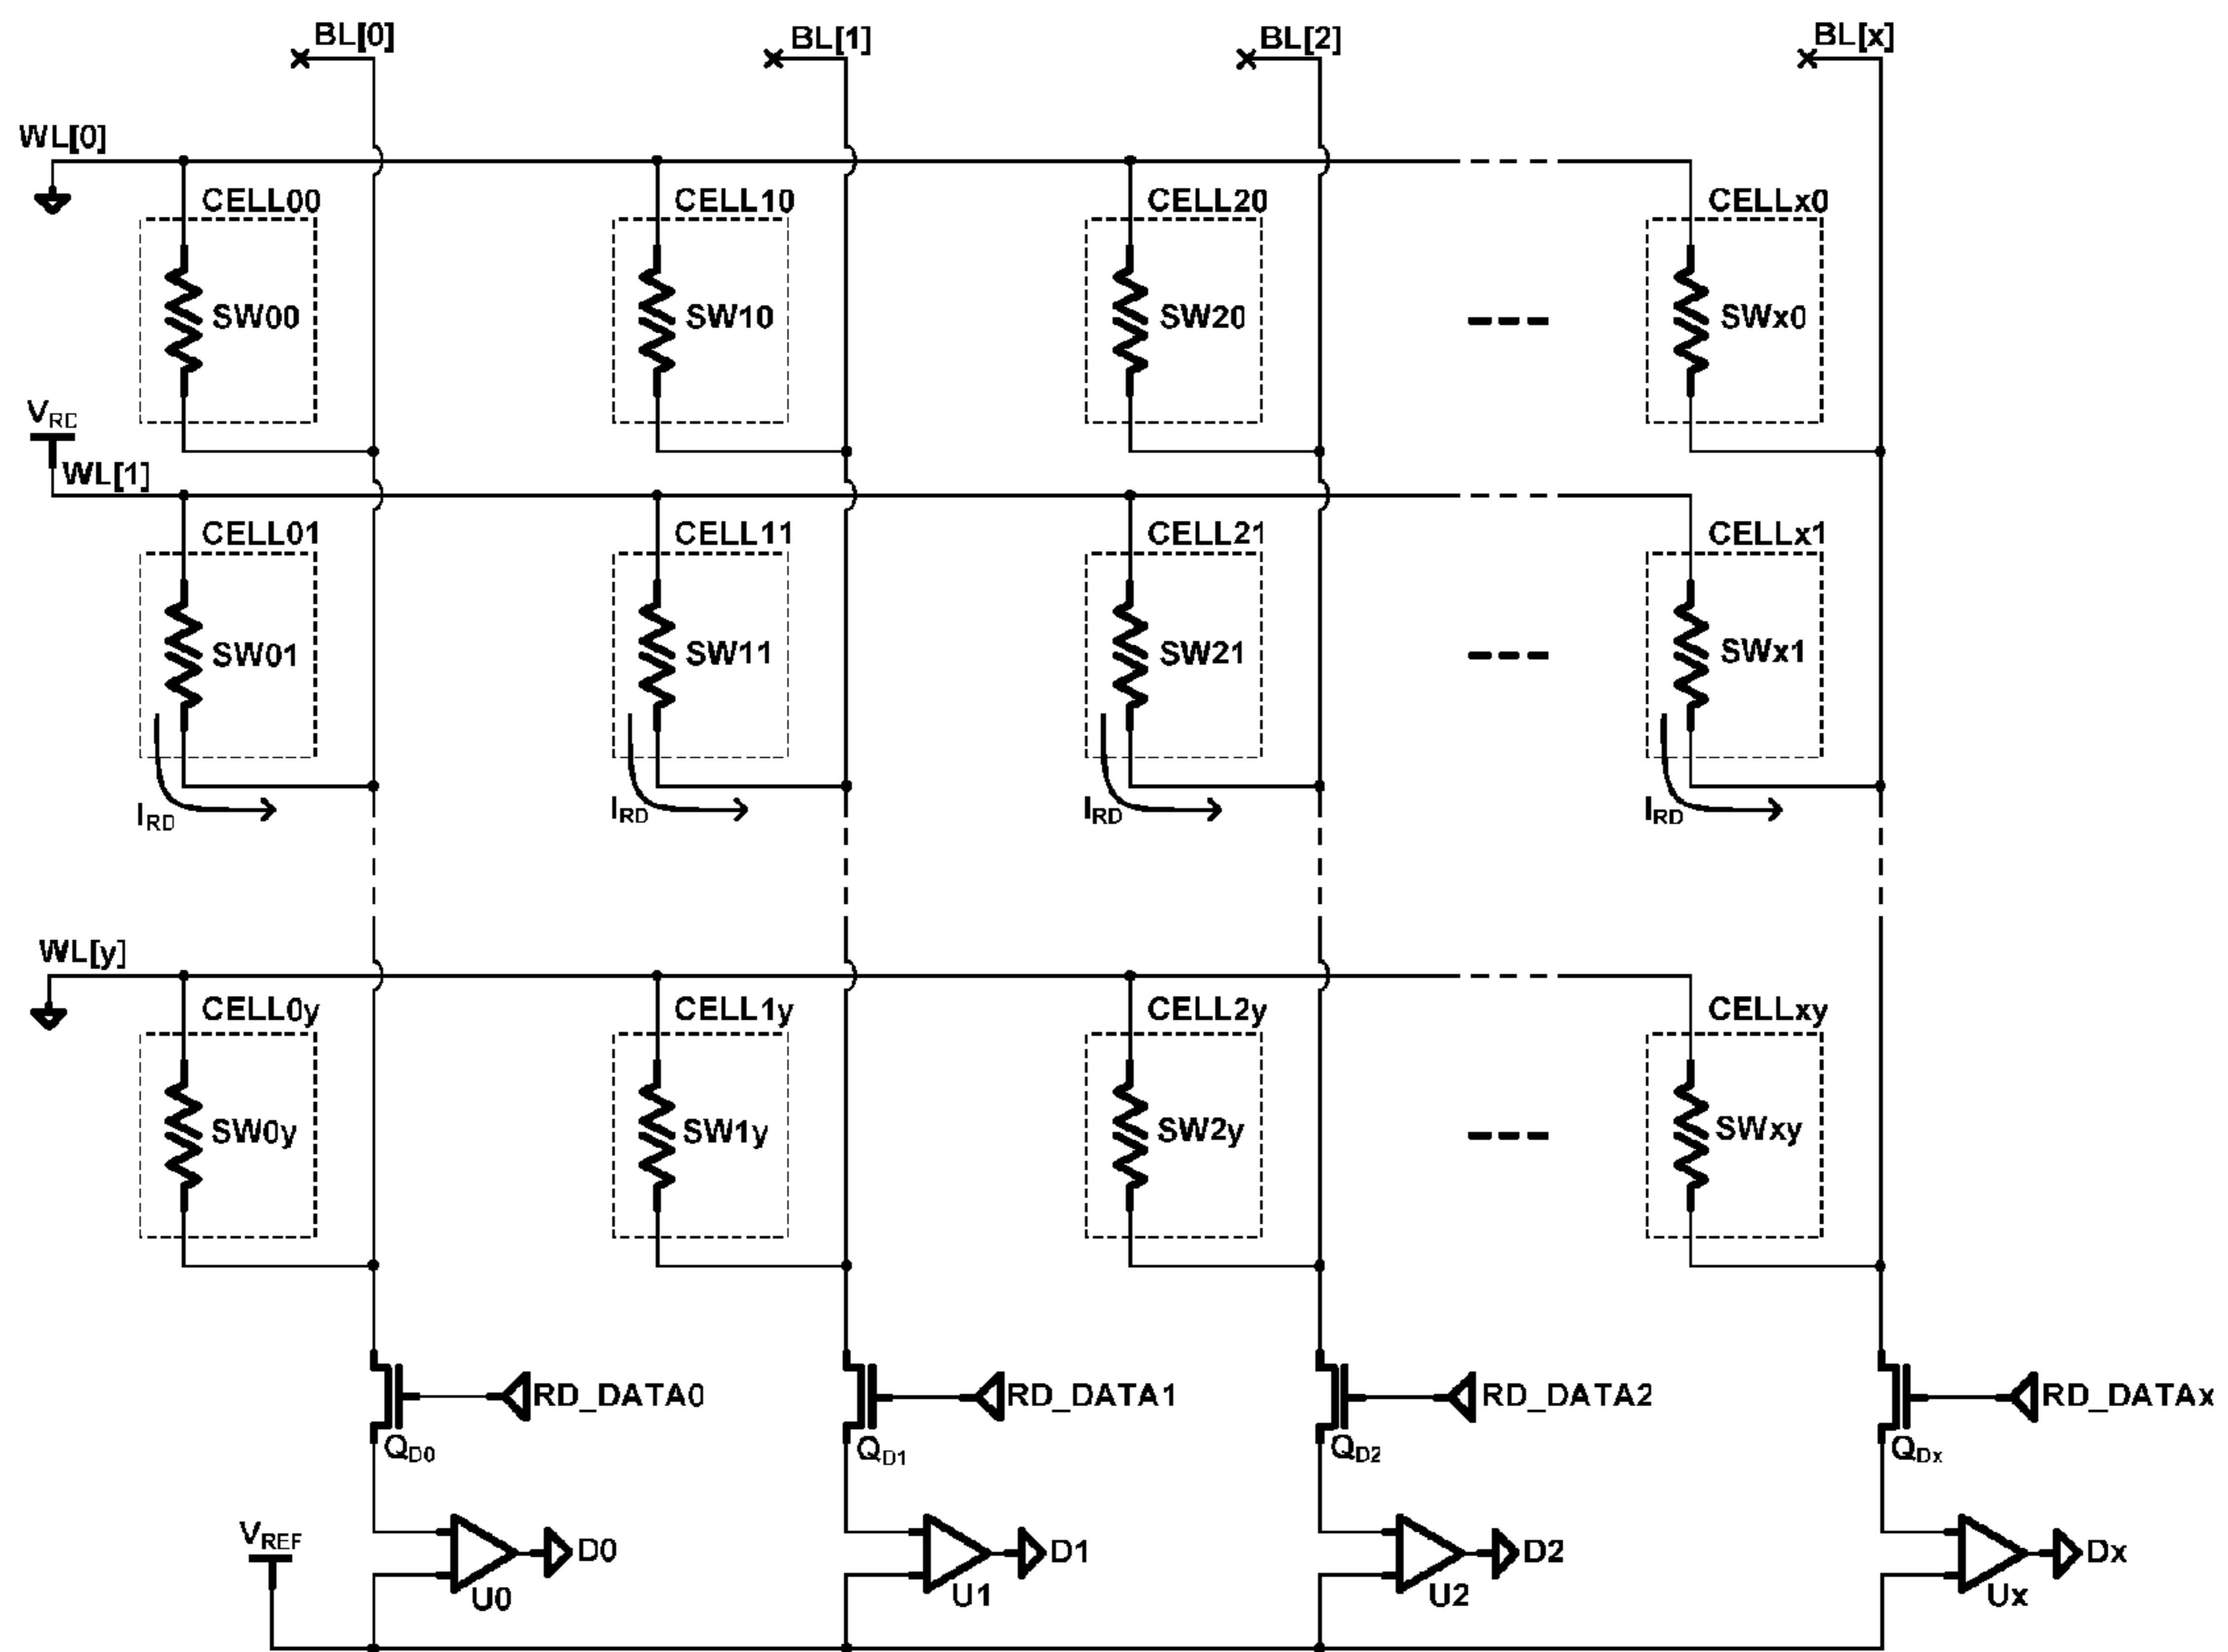 BL[0] BL[1] BL[2] BL[x]
WL[0]
CELL00 CELL10 CELL20 CELLx0
SW00 SW10 SW20 SWx0
VRD
WL[1]
CELL01 CELL11 CELL21 CELLx1
SW01 SW11 SW21 SWx1
IRD IRD IRD IRD
WL[y]
CELL0y CELL1y CELL2y CELLxy
SW0y SW1y SW2y SWxy
RD_DATA0 RD_DATA1 RD_DATA2 RD_DATAx
QD0 QD1 QD2 QDx
VREF
D0 D1 D2 Dx
U0 U1 U2 Ux